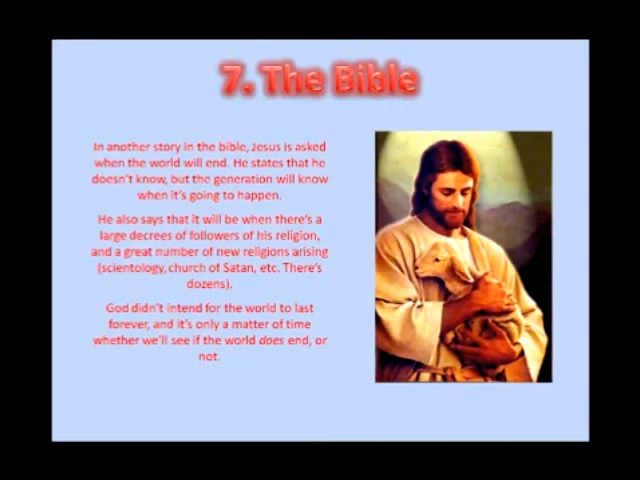 7. The Bible
In another story in the bible, Jesus is asked
when the world will end. He states that he
doesn't know, but the generation will know
when it's going to happen.
He also says that it will be when there's a
large decrees of followers of his religion,
and a great number of new religions arising
(scientology, church of Satan, etc. There's
dozens).
God didn't intend for the world to last
forever, and it's only a matter of time
whether we'll see if the world does end, or
not.